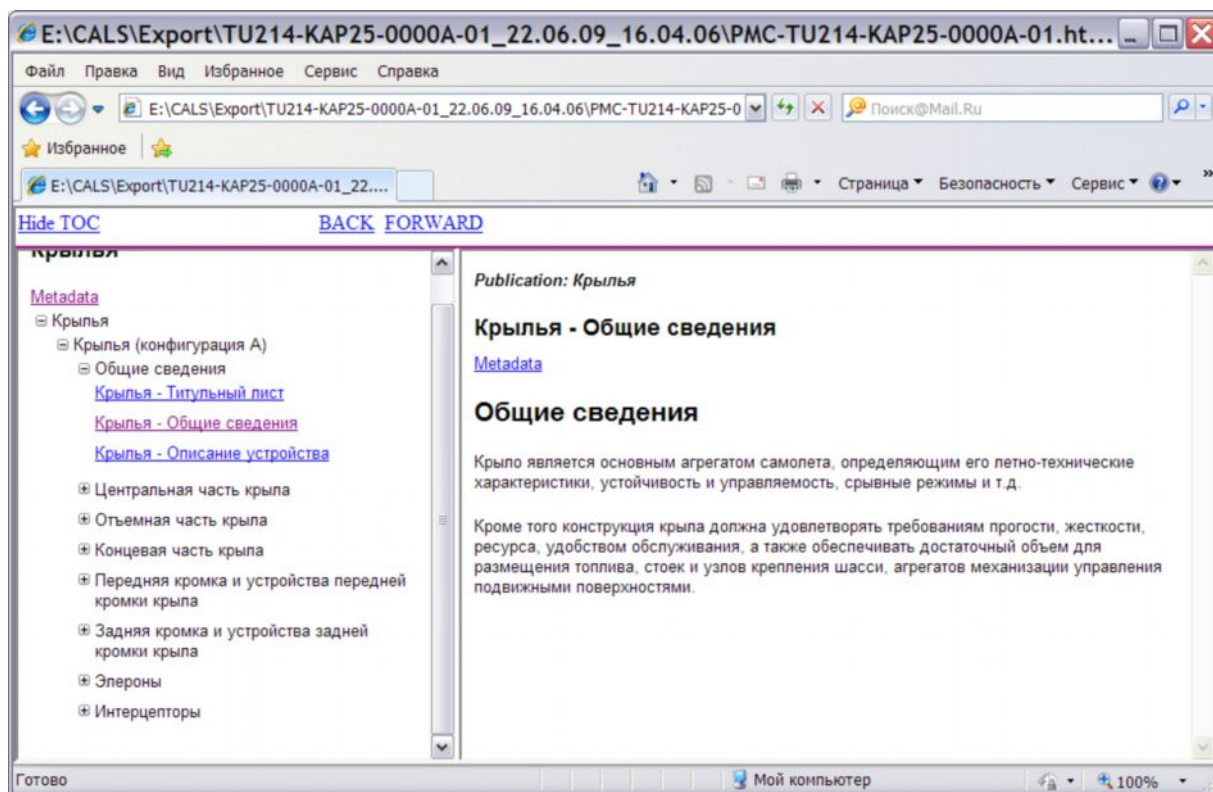 E:\CALS\Export\TU214-KAP25-0000A-01_22.06.09_16.04.06\PMC-TU214-KAP25-0000A-01.ht...
Файл Правка Вид Избранное Сервис Справка
E:\CALS\Export\TU214-KAP25-0000A-01_22.06.09_16.04.06\PMC-TU214-KAP25-0 Поиск@Mail.Ru
Избранное
E:\CALS\Export\TU214-KAP25-0000A-01_22.... Страница Безопасность Сервис »
Hide TOC BACK FORWARD
Крылья
Metadata
Крылья
Крылья (конфигурация А)
Общие сведения
Крылья - Титульный лист
Крылья - Общие сведения
Крылья - Описание устройства
Центральная часть крыла
Отъемная часть крыла
Концевая часть крыла
Передняя кромка и устройства передней
кромки крыла
Задняя кромка и устройства задней
кромки крыла
Элероны
Интерцепторы
Publication: Крылья
Крылья - Общие сведения
Metadata
Общие сведения
Крыло является основным агрегатом самолета, определяющим его летно-технические
характеристики, устойчивость и управляемость, срывные режимы и т.д.
Кроме того конструкция крыла должна удовлетворять требованиям прогости, жесткости,
ресурса, удобством обслуживания, а также обеспечивать достаточный объем для
размещения топлива, стоек и узлов крепления шасси, агрегатов механизации управления
подвижными поверхностями.
Готово Мой компьютер 100%